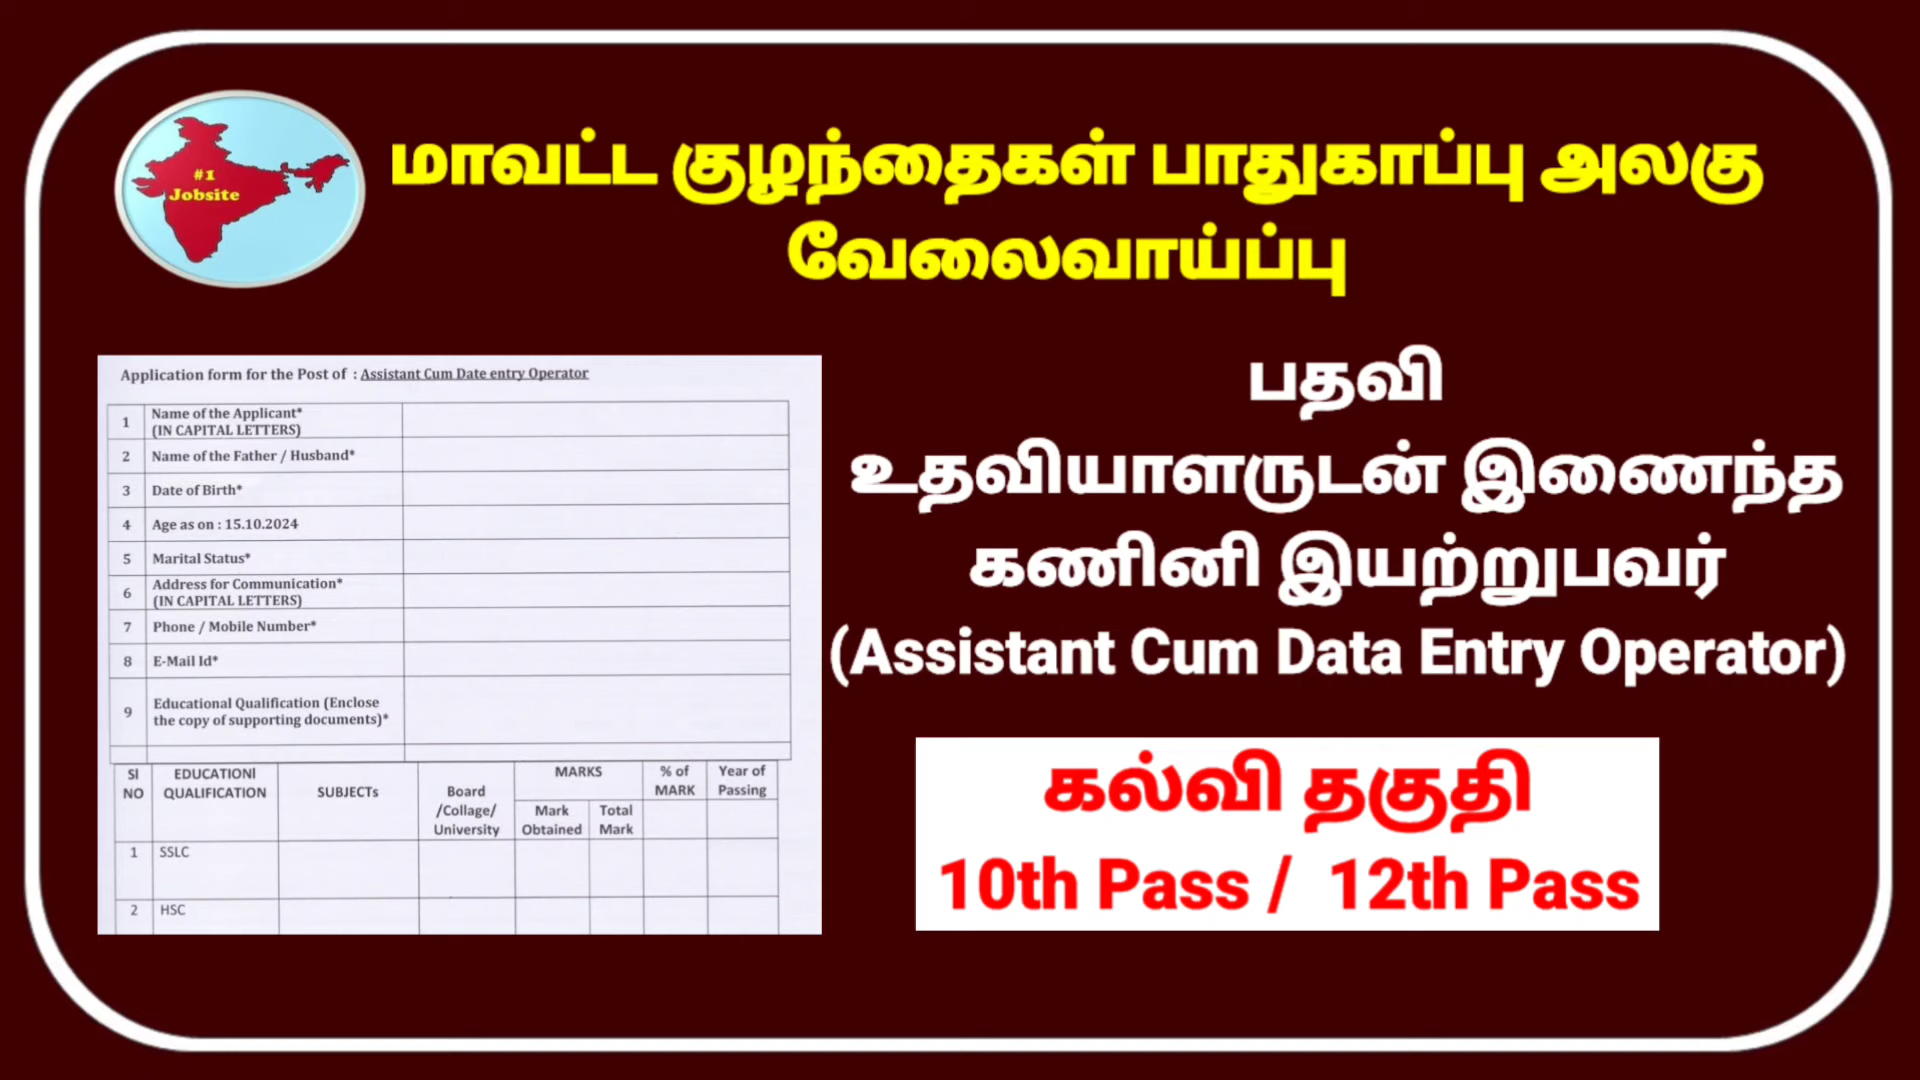 #1
Jobsite
மாவட்ட குழந்தைகள் பாதுகாப்பு அலகு
வேலைவாய்ப்பு
Application form for the Post of : Assistant Cum Date entry Operator
1 Name of the Applicant*
(IN CAPITAL LETTERS)
2 Name of the Father / Husband*
3 Date of Birth*
4 Age as on : 15.10.2024
5 Marital Status*
6 Address for Communication*
(IN CAPITAL LETTERS)
7 Phone / Mobile Number*
8 E-Mail Id*
9 Educational Qualification (Enclose
the copy of supporting documents)*
Sl EDUCATIONl MARKS % of Year of
NO QUALIFICATION SUBJECTs Board MARK Passing
/Collage/ Mark Total
University Obtained Mark
1 SSLC
2 HSC
பதவி
உதவியாளருடன் இணைந்த
கணினி இயற்றுபவர்
(Assistant Cum Data Entry Operator)
கல்வி தகுதி
10th Pass / 12th Pass